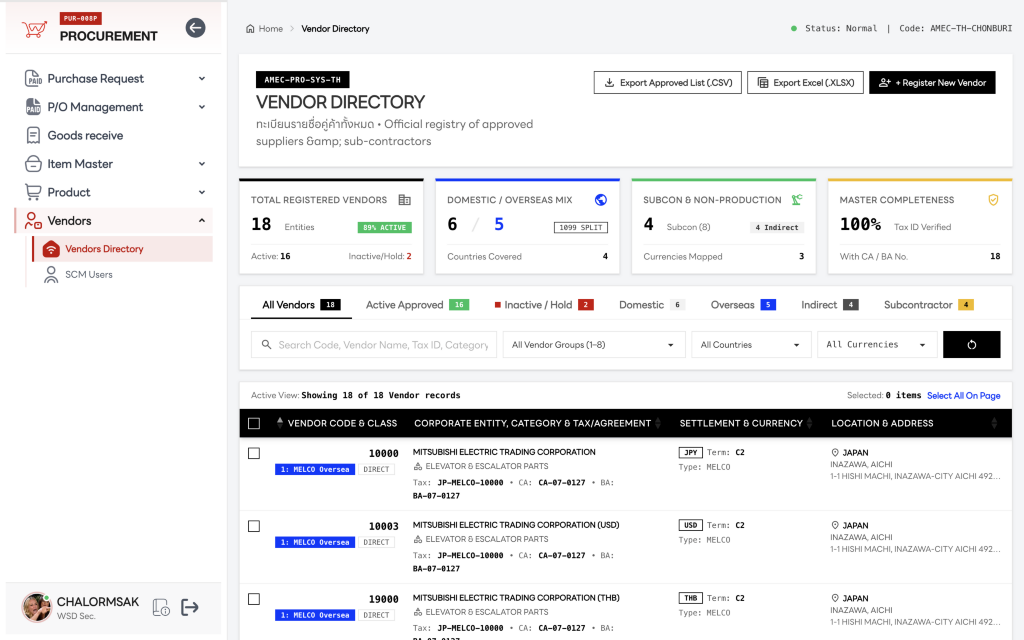 PUR-008P
PROCUREMENT
Purchase Request
P/O Management
Goods receive
Item Master
Product
Vendors
Vendors Directory
SCM Users
CHALORMSAK
WSD Sec.
Home > Vendor Directory
Status: Normal | Code: AMEC-TH-CHONBURI
AMEC-PRO-SYS-TH
VENDOR DIRECTORY
ทะเบียนรายชื่อคู่ค้าทั้งหมด • Official registry of approved
suppliers &amp; sub-contractors
Export Approved List (.CSV)
Export Excel (.XLSX)
+ Register New Vendor
TOTAL REGISTERED VENDORS
18 Entities 89% ACTIVE
Active: 16 Inactive/Hold: 2
DOMESTIC / OVERSEAS MIX
6 / 5 1099 SPLIT
Countries Covered 4
SUBCON & NON-PRODUCTION
4 Subcon (8) 4 Indirect
Currencies Mapped 3
MASTER COMPLETENESS
100% Tax ID Verified
With CA / BA No. 18
All Vendors 18 Active Approved 16 Inactive / Hold 2 Domestic 6 Overseas 5 Indirect 4 Subcontractor 4
Search Code, Vendor Name, Tax ID, Category
All Vendor Groups (1-8)
All Countries
All Currencies
Active View: Showing 18 of 18 Vendor records
Selected: 0 items Select All On Page
VENDOR CODE & CLASS CORPORATE ENTITY, CATEGORY & TAX/AGREEMENT SETTLEMENT & CURRENCY LOCATION & ADDRESS
10000
1: MELCO Oversea DIRECT
MITSUBISHI ELECTRIC TRADING CORPORATION
ELEVATOR & ESCALATOR PARTS
Tax: JP-MELCO-10000 • CA: CA-07-0127 • BA:
BA-07-0127
JPY Term: C2
Type: MELCO
JAPAN
INAZAWA, AICHI
1-1 HISHI MACHI, INAZAWA-CITY AICHI 492...
10003
1: MELCO Oversea DIRECT
MITSUBISHI ELECTRIC TRADING CORPORATION (USD)
ELEVATOR & ESCALATOR PARTS
Tax: JP-MELCO-10000 • CA: CA-07-0127 • BA:
BA-07-0127
USD Term: C2
Type: MELCO
JAPAN
INAZAWA, AICHI
1-1 HISHI MACHI, INAZAWA-CITY AICHI 492...
19000
1: MELCO Oversea DIRECT
MITSUBISHI ELECTRIC TRADING CORPORATION (THB)
ELEVATOR & ESCALATOR PARTS
Tax: JP-MELCO-10000 • CA: CA-07-0127 • BA:
BA-07-0127
THB Term: C2
Type: MELCO
JAPAN
INAZAWA, AICHI
1-1 HISHI MACHI, INAZAWA-CITY AICHI 492...